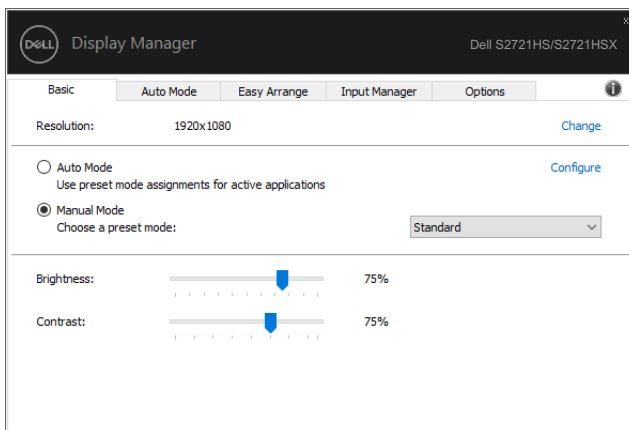 DELL Display Manager Dell S2721HS/S2721HSX
Basic Auto Mode Easy Arrange Input Manager Options
Resolution: 1920x1080 Change
Auto Mode Configure
Use preset mode assignments for active applications
Manual Mode
Choose a preset mode: Standard
Brightness: 75%
Contrast: 75%